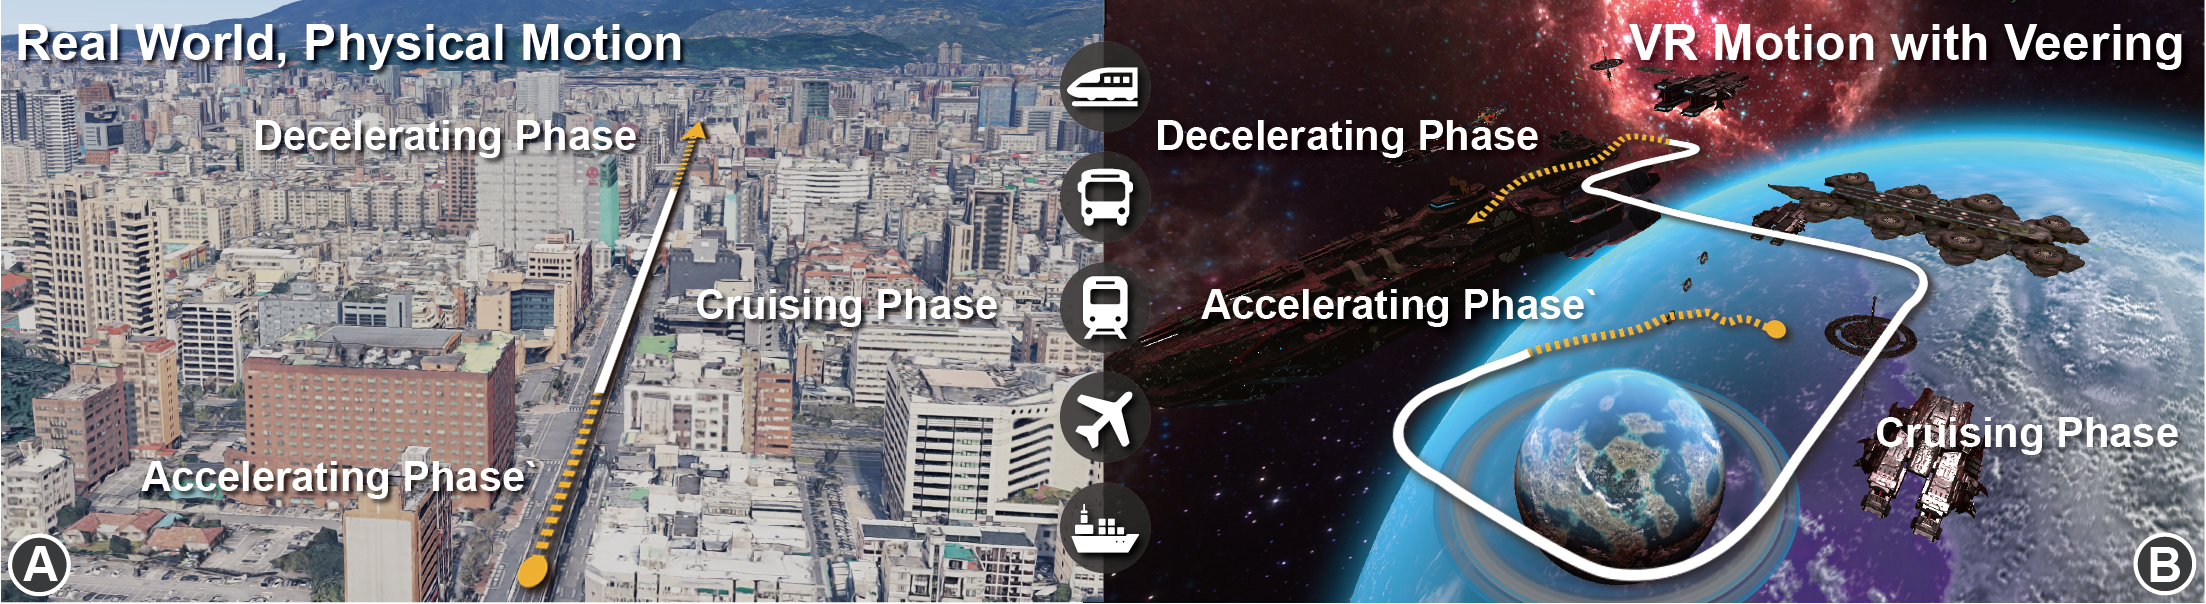 Real World, Physical Motion
Decelerating Phase
Cruising Phase
Accelerating Phase`
A
VR Motion with Veering
Decelerating Phase
Accelerating Phase`
Cruising Phase
B